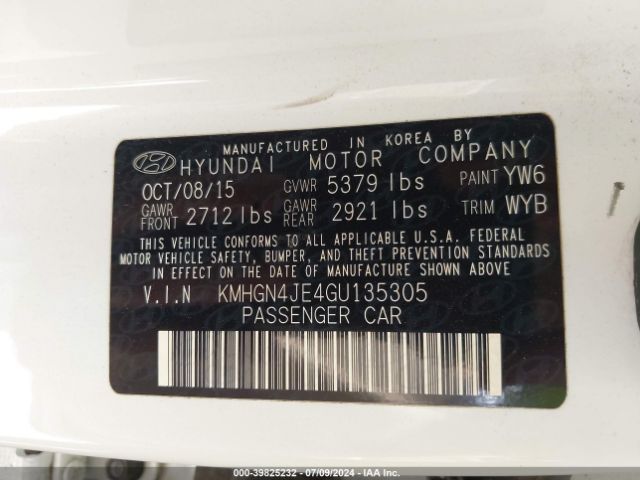 MANUFACTURED IN KOREA BY
HYUNDAI MOTOR COMPANY
OCT/08/15 GVWR 5379 lbs PAINT YW6
GAWR FRONT 2712 lbs GAWR REAR 2921 lbs TRIM WYB
THIS VEHICLE CONFORMS TO ALL APPLICABLE U.S.A. FEDERAL
MOTOR VEHICLE SAFETY, BUMPER, AND THEFT PREVENTION STANDARDS
IN EFFECT ON THE DATE OF MANUFACTURE SHOWN ABOVE
V.I.N KMHGN4JE4GU135305
PASSENGER CAR
000-39825232 - 07/09/2024 - IAA Inc.